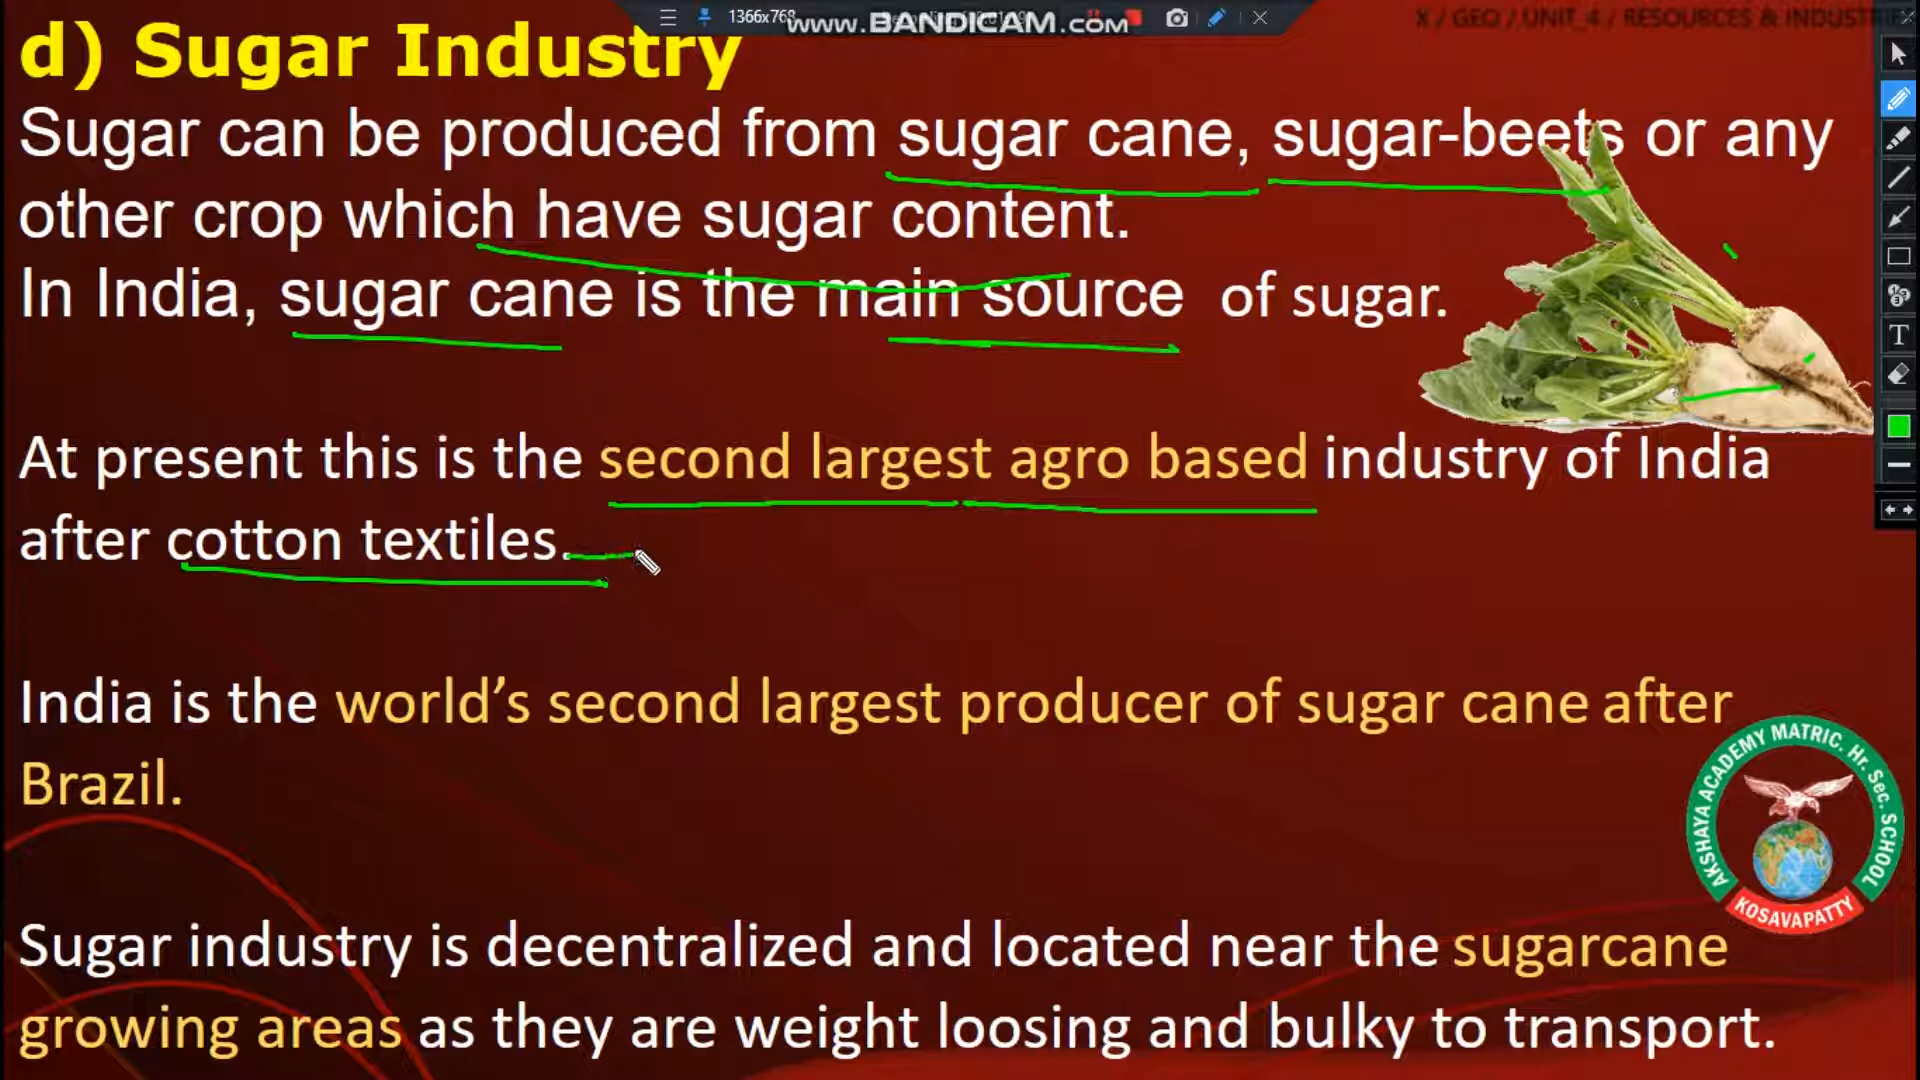 1366x768
www.BANDICAM.com
X / GEO / UNIT_4 / RESOURCES & INDUSTRIES
d) Sugar Industry
Sugar can be produced from sugar cane, sugar-beets or any
other crop which have sugar content.
In India, sugar cane is the main source of sugar.
At present this is the second largest agro based industry of India
after cotton textiles.
India is the world’s second largest producer of sugar cane after
Brazil.
AKSHAYA ACADEMY MATRIC. Hr. Sec. SCHOOL
KOSAVAPATTY
Sugar industry is decentralized and located near the sugarcane
growing areas as they are weight loosing and bulky to transport.